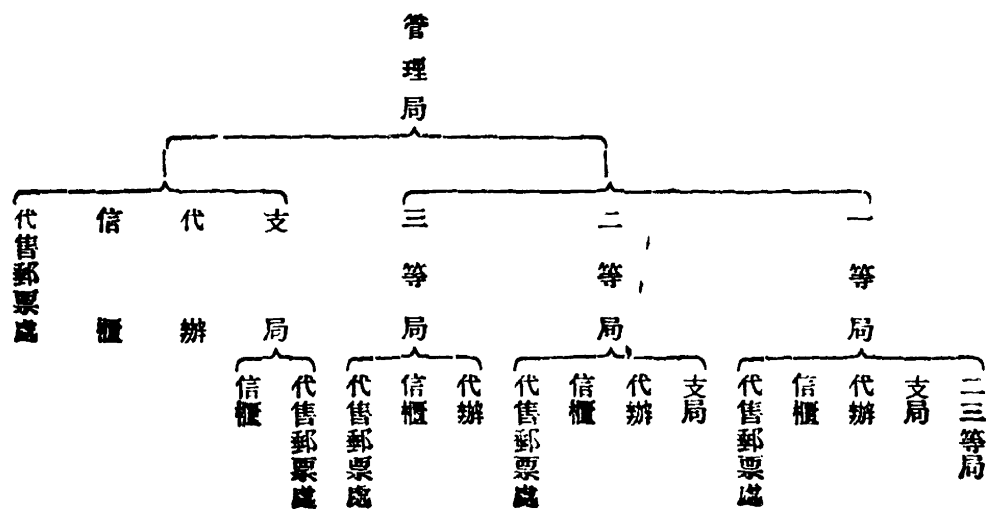 管理局
一等局
二等局
三等局
支局
代辦
信櫃
代售郵票處
二三等局
支局
代辦
信櫃
代售郵票處
支局
代辦
信櫃
代售郵票處
代辦
信櫃
代售郵票處
代售郵票處
信櫃